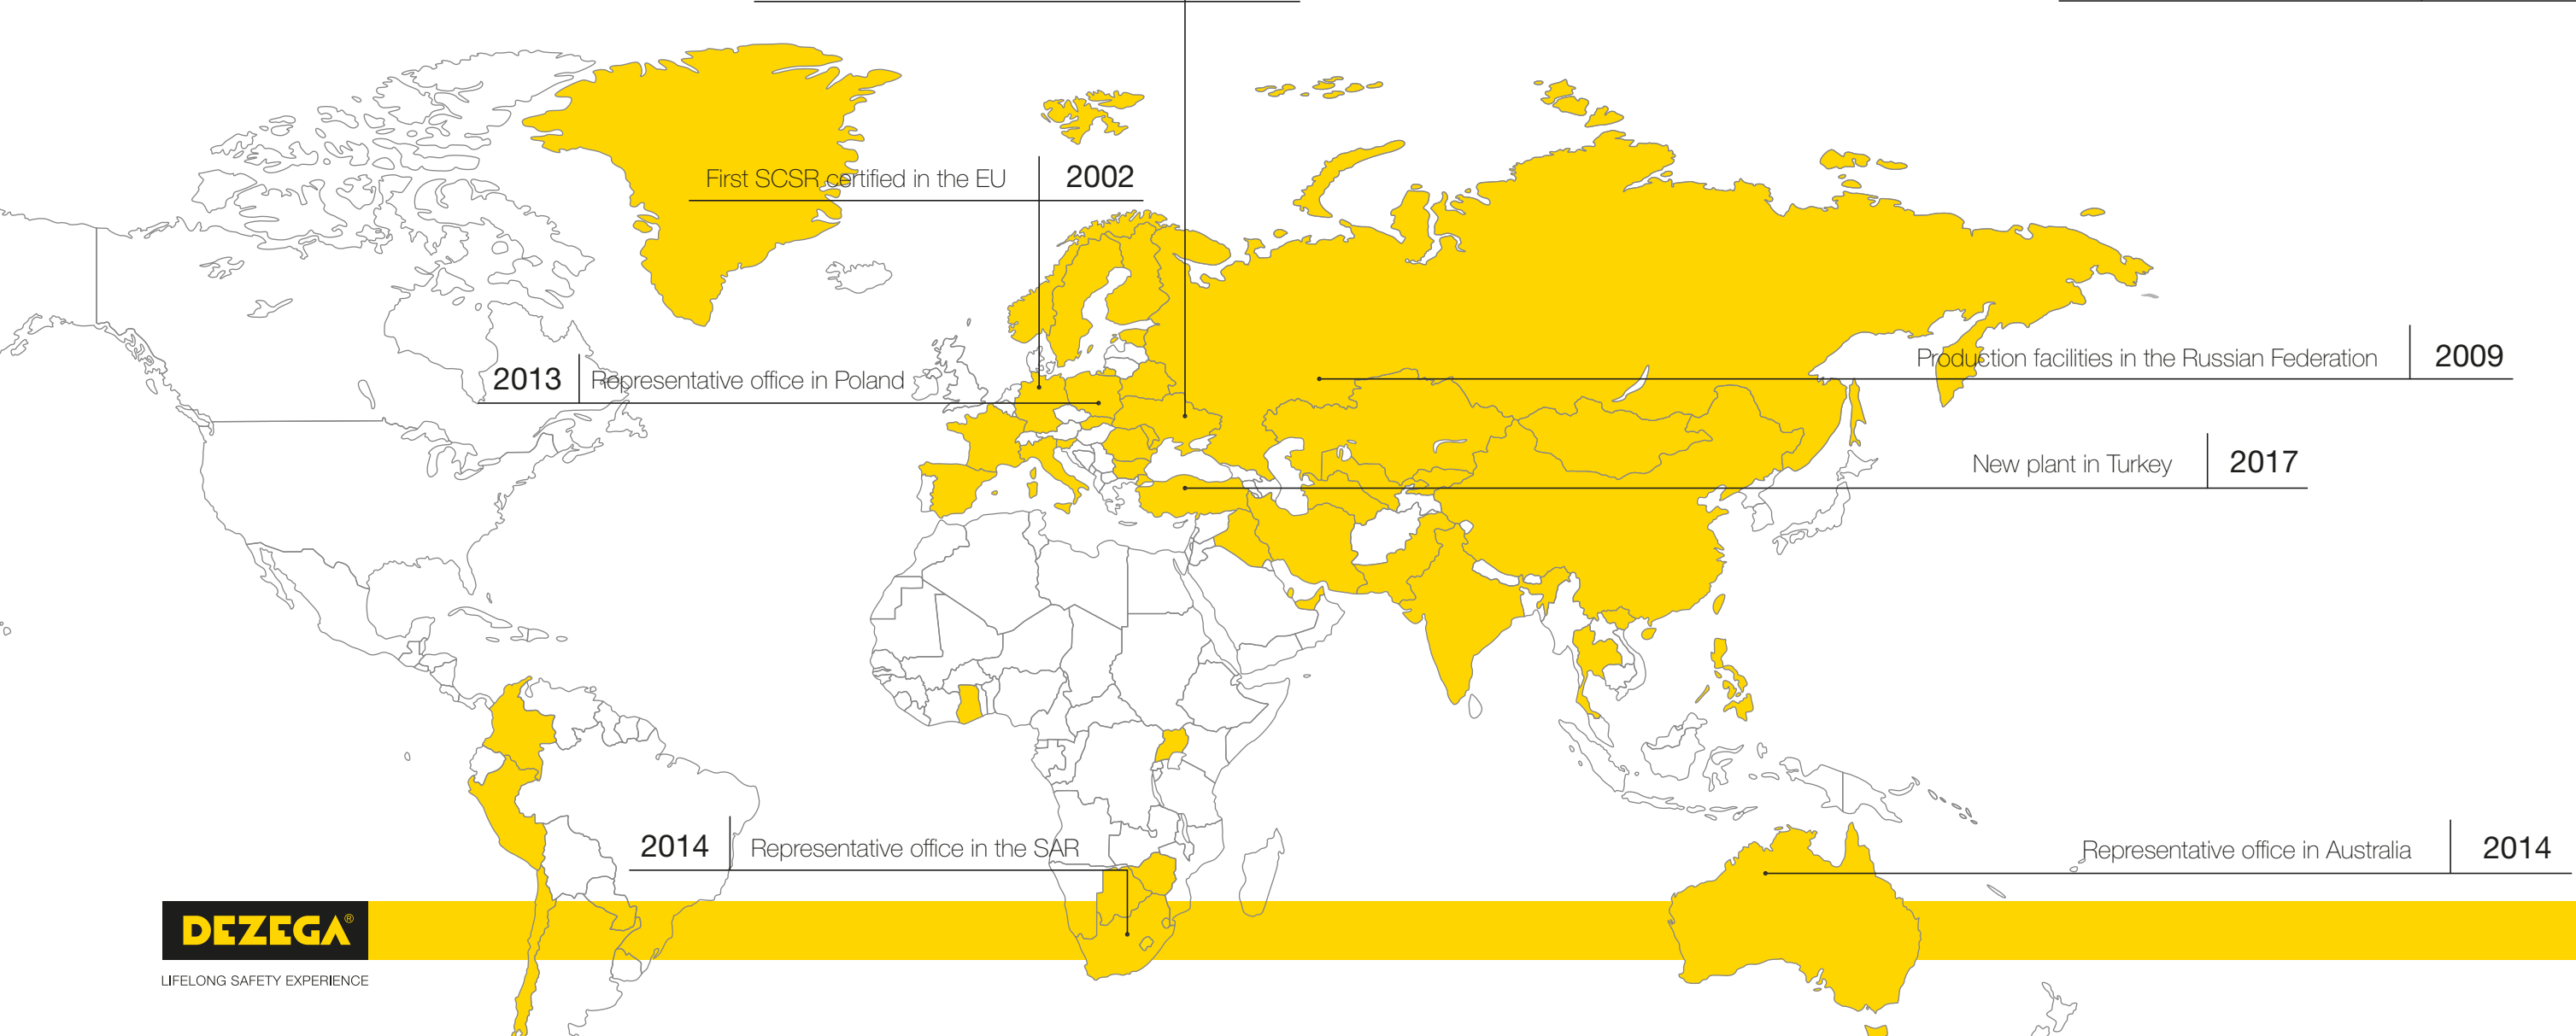 First SCSR certified in the EU 2002
Production facilities in the Russian Federation 2009
2013 Representative office in Poland
New plant in Turkey 2017
2014 Representative office in the SAR
Representative office in Australia 2014
DEZEGA®
LIFELONG SAFETY EXPERIENCE